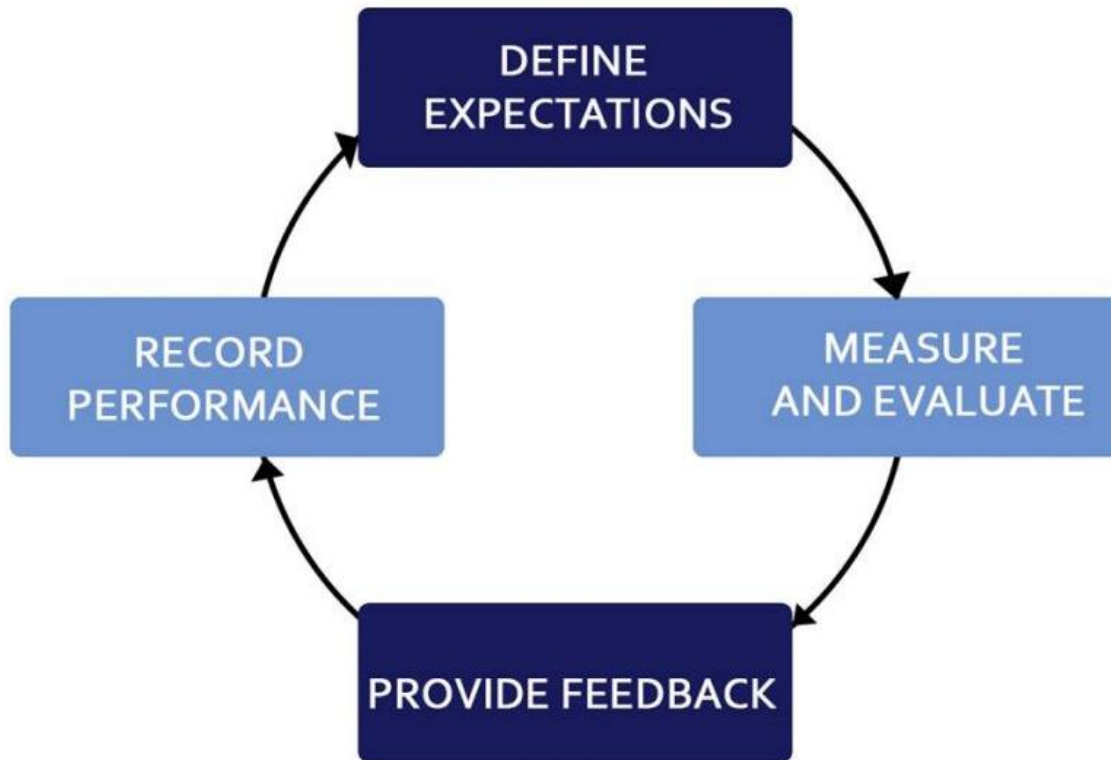 DEFINE
EXPECTATIONS
RECORD
PERFORMANCE
MEASURE
AND EVALUATE
PROVIDE FEEDBACK